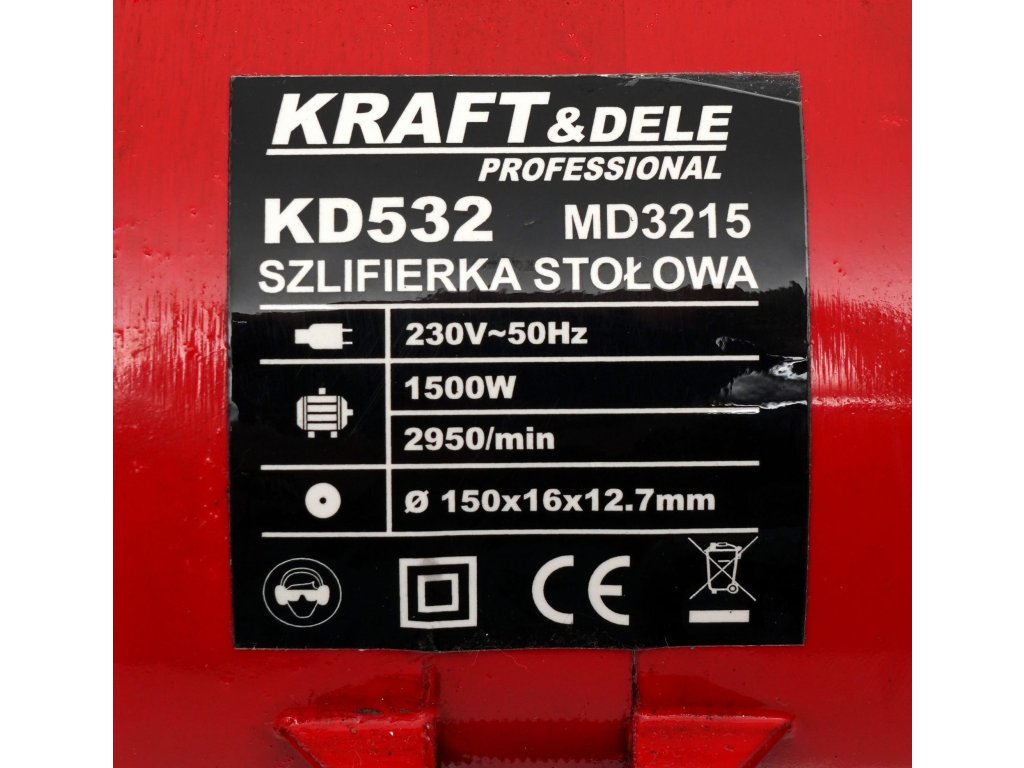 KRAFT&DELE
PROFESSIONAL
KD532 MD3215
SZLIFIERKA STOŁOWA
230V~50Hz
1500W
2950/min
Ø 150x16x12.7mm
CE